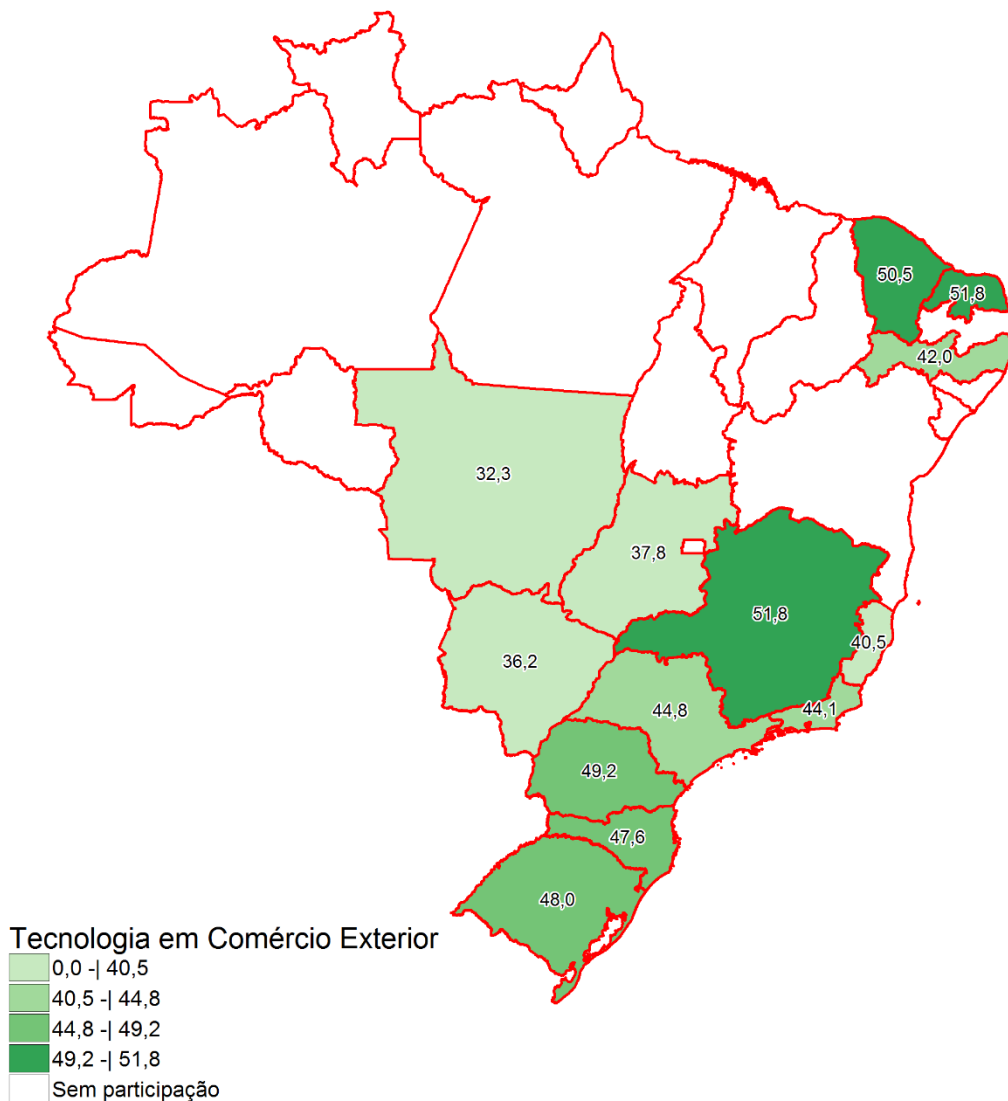 50,5
51,8
42,0
32,3
37,8
51,8
40,5
36,2
44,8
44,1
49,2
47,6
48,0
Tecnologia em Comércio Exterior
0,0 -| 40,5
40,5 -| 44,8
44,8 -| 49,2
49,2 -| 51,8
Sem participação